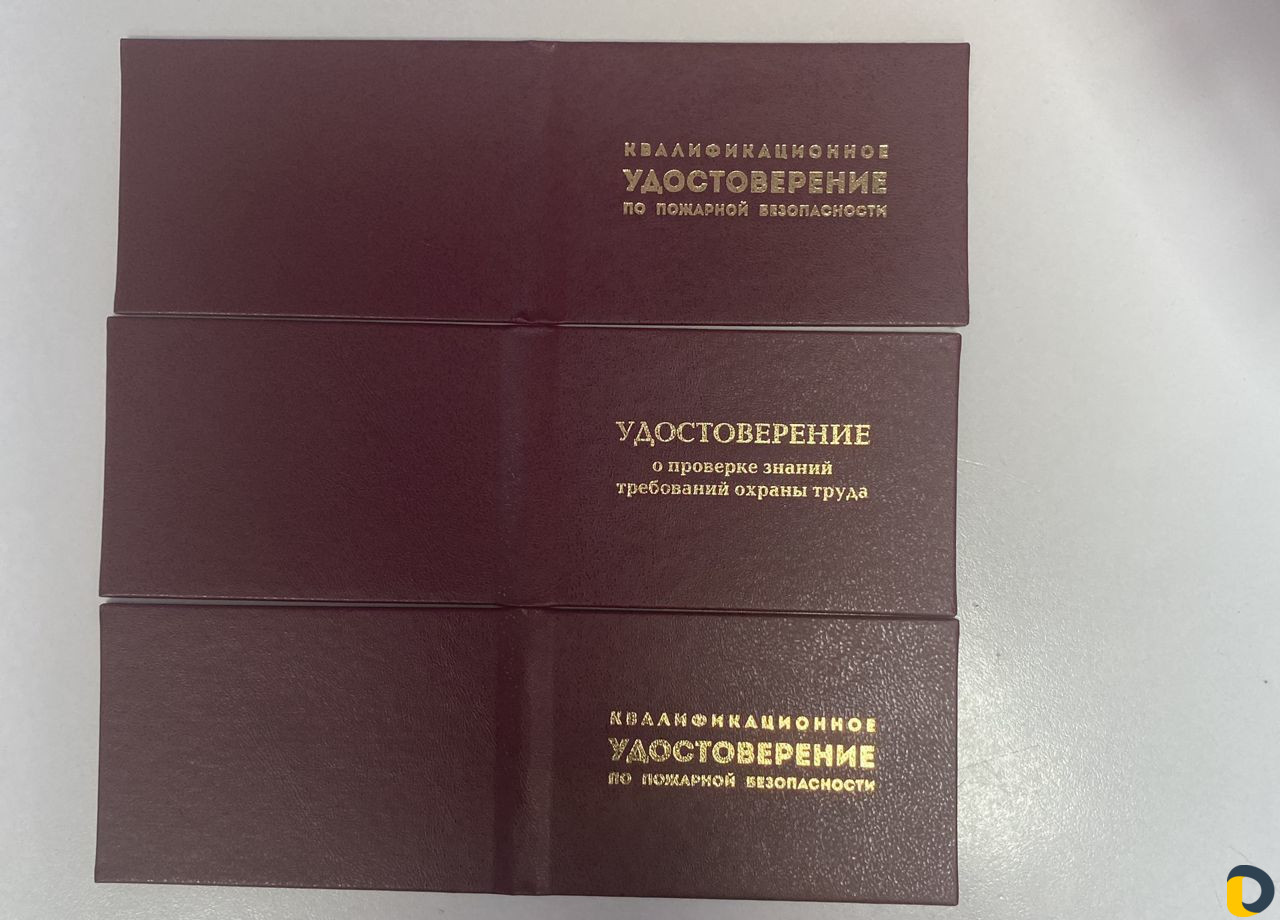 КВАЛИФИКАЦИОННОЕ
УДОСТОВЕРЕНИЕ
ПО ПОЖАРНОЙ БЕЗОПАСНОСТИ
УДОСТОВЕРЕНИЕ
о проверке знаний
требований охраны труда
КВАЛИФИКАЦИОННОЕ
УДОСТОВЕРЕНИЕ
ПО ПОЖАРНОЙ БЕЗОПАСНОСТИ